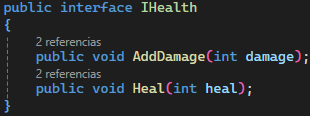 public interface IHealth
{
2 referencias
public void AddDamage(int damage);
2 referencias
public void Heal(int heal);
}